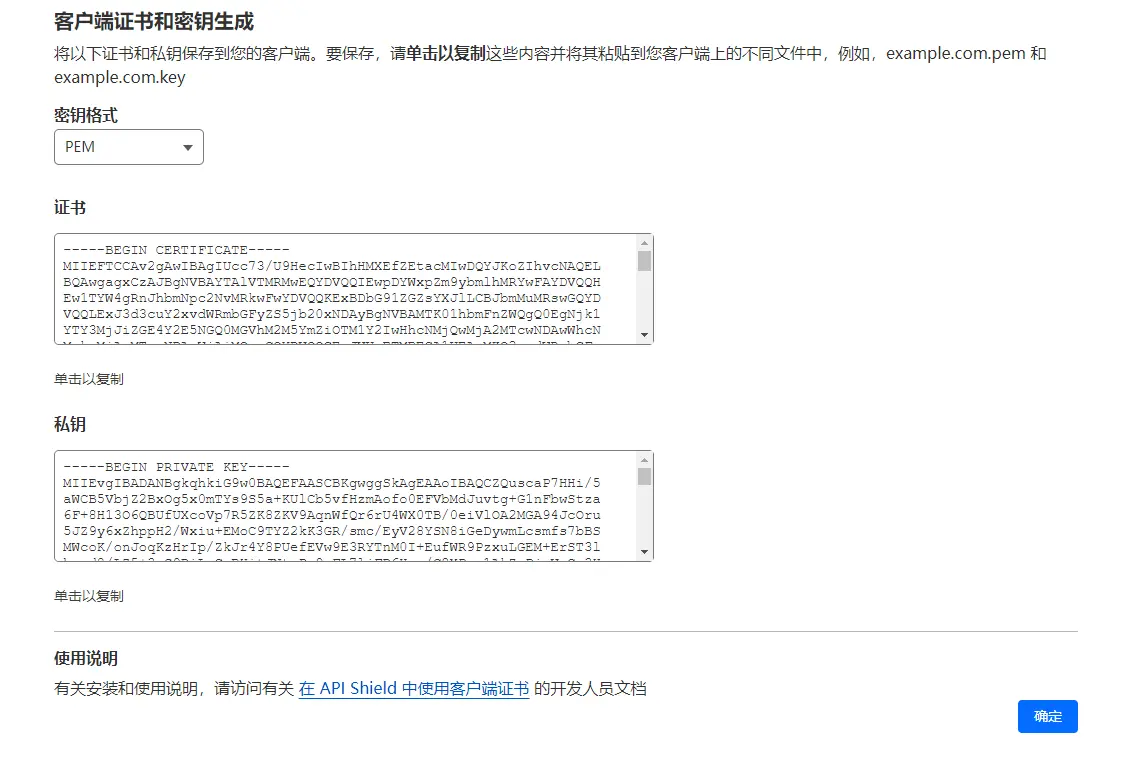 客户端证书和密钥生成
将以下证书和私钥保存到您的客户端。要保存，请单击以复制这些内容并将其粘贴到您客户端上的不同文件中，例如，example.com.pem 和
example.com.key
密钥格式
PEM
证书
-----BEGIN CERTIFICATE-----
MIIEFTCCAv2gAwIBAgIUcc73/U9HecIwBIhHMXEfZEtacMIwDQYJKoZIhvcNAQEL
BQAwgagxCzAJBgNVBAYTAlVTMRMwEQYDVQQIEwpDYWxpZm9ybmlhMRYwFAYDVQQH
Ew1TYW4gRnJhbmNpc2NvMRkwFwYDVQQKExBDbG91ZGZsYXJlLCBJbmMuMRswGQYD
VQQLExJ3d3cuY2xvdWRmbGFyZS5jb20xNDAyBgNVBAMTK01hbmFnZWQgQ0EgNjk1
YTY3MjJiZGE4Y2E5NGQ0MGVhM2M5YmZiOTM1Y2IwHhcNMjQwMjA2MTcwNDAwWhcN
单击以复制
私钥
-----BEGIN PRIVATE KEY-----
MIIEvgIBADANBgkqhkiG9w0BAQEFAASCBKgwggSkAgEAAoIBAQCZQuscaP7HHi/5
aWCB5VbjZ2BxOg5x0mTYs9S5a+KUlCb5vfHzmAofo0EFVbMdJuvtg+G1nFbwStza
6F+8H13O6QBUfUXcoVp7R5ZK8ZKV9AqnWfQr6rU4WX0TB/0eiVlOA2MGA94JcOru
5JZ9y6xZhppH2/Wxiu+EMoC9TYZ2kK3GR/smc/EyV28YSN8iGeDywmLcsmfs7bBS
MWcoK/onJoqKzHrIp/ZkJr4Y8PUefEVw9E3RYTnM0I+EufWR9PzxuLGEM+ErST3l
单击以复制
使用说明
有关安装和使用说明，请访问有关 在 API Shield 中使用客户端证书 的开发人员文档
确定